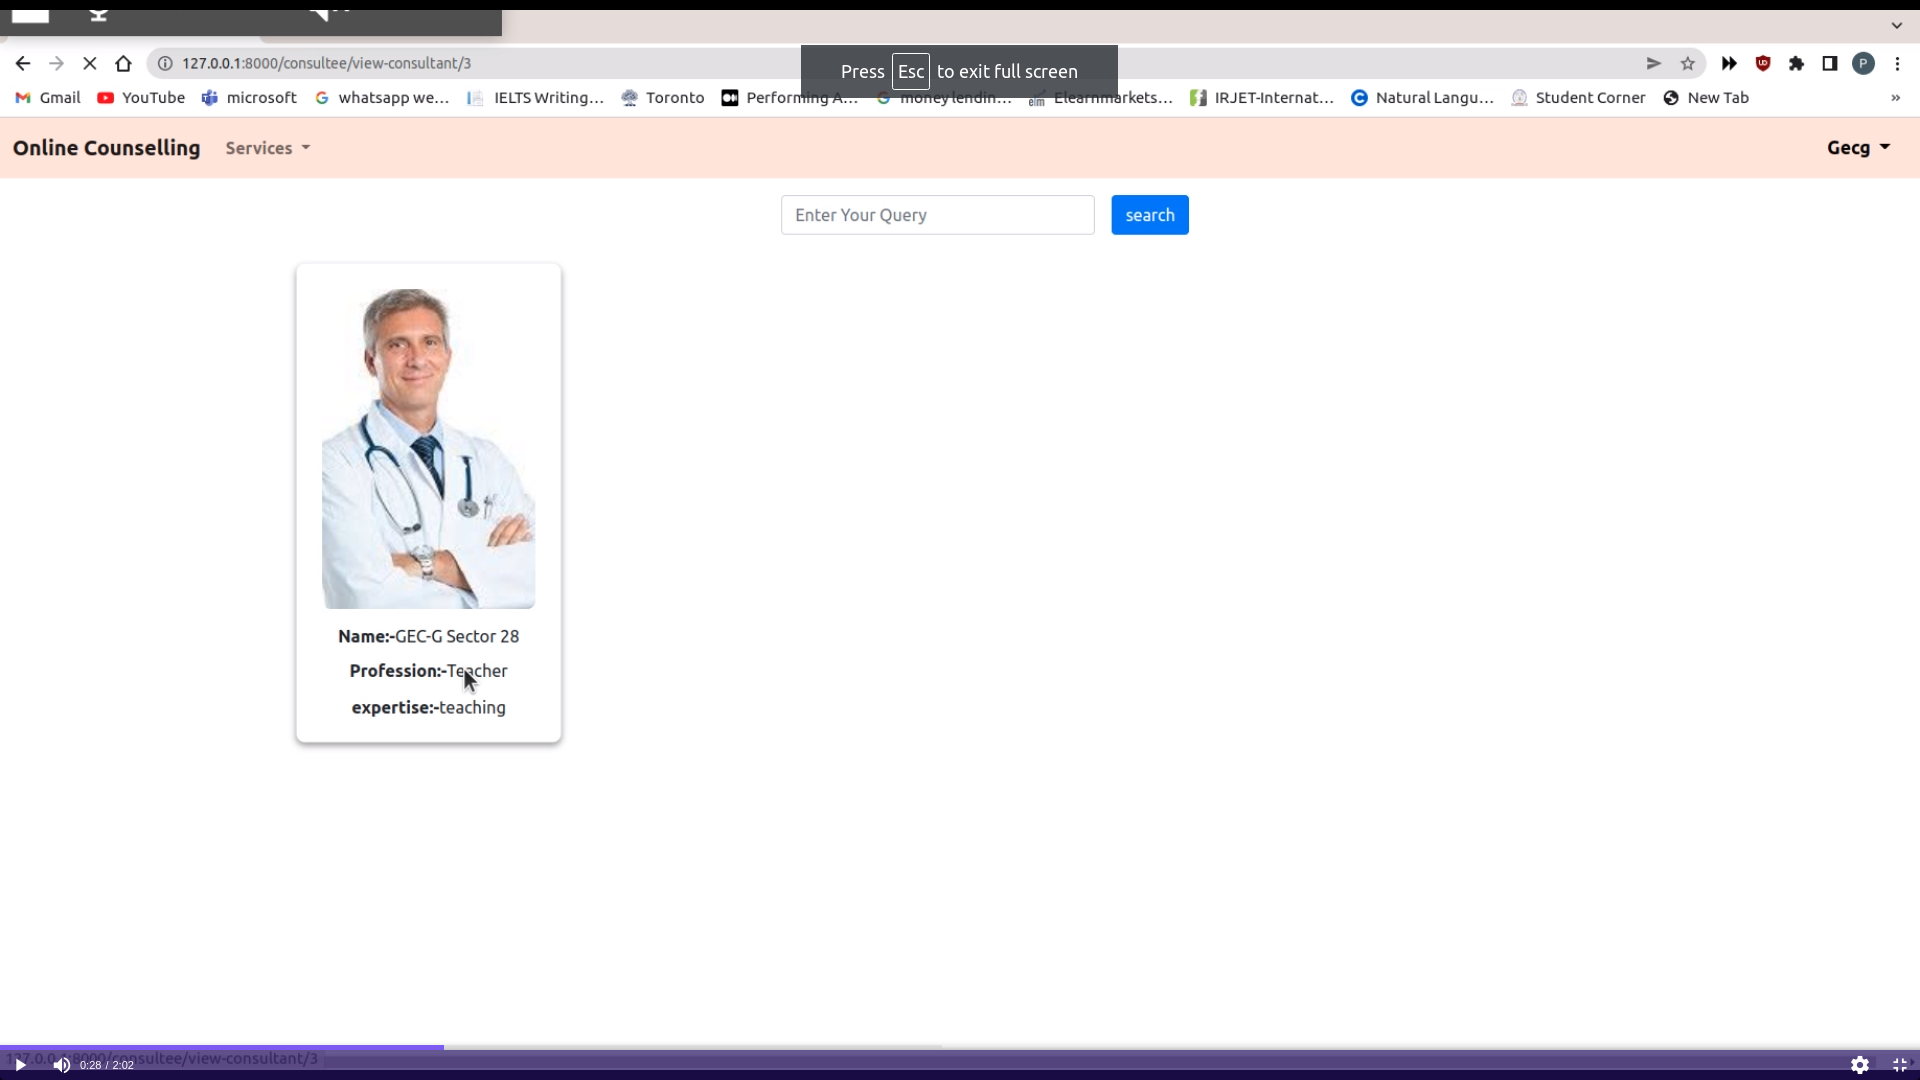 127.0.0.1:8000/consultee/view-consultant/3
Press Esc to exit full screen
Gmail YouTube microsoft whatsapp we... IELTS Writing... Toronto Performing A... moneylendin... Elearnmarkets... IRJET-Internat... Natural Langu... Student Corner New Tab »
Online Counselling Services Gecg
Enter Your Query search
Name:-GEC-G Sector 28
Profession:-Teacher
expertise:-teaching
127.0.0.1:8000/consultee/view-consultant/3
0:28 / 2:02